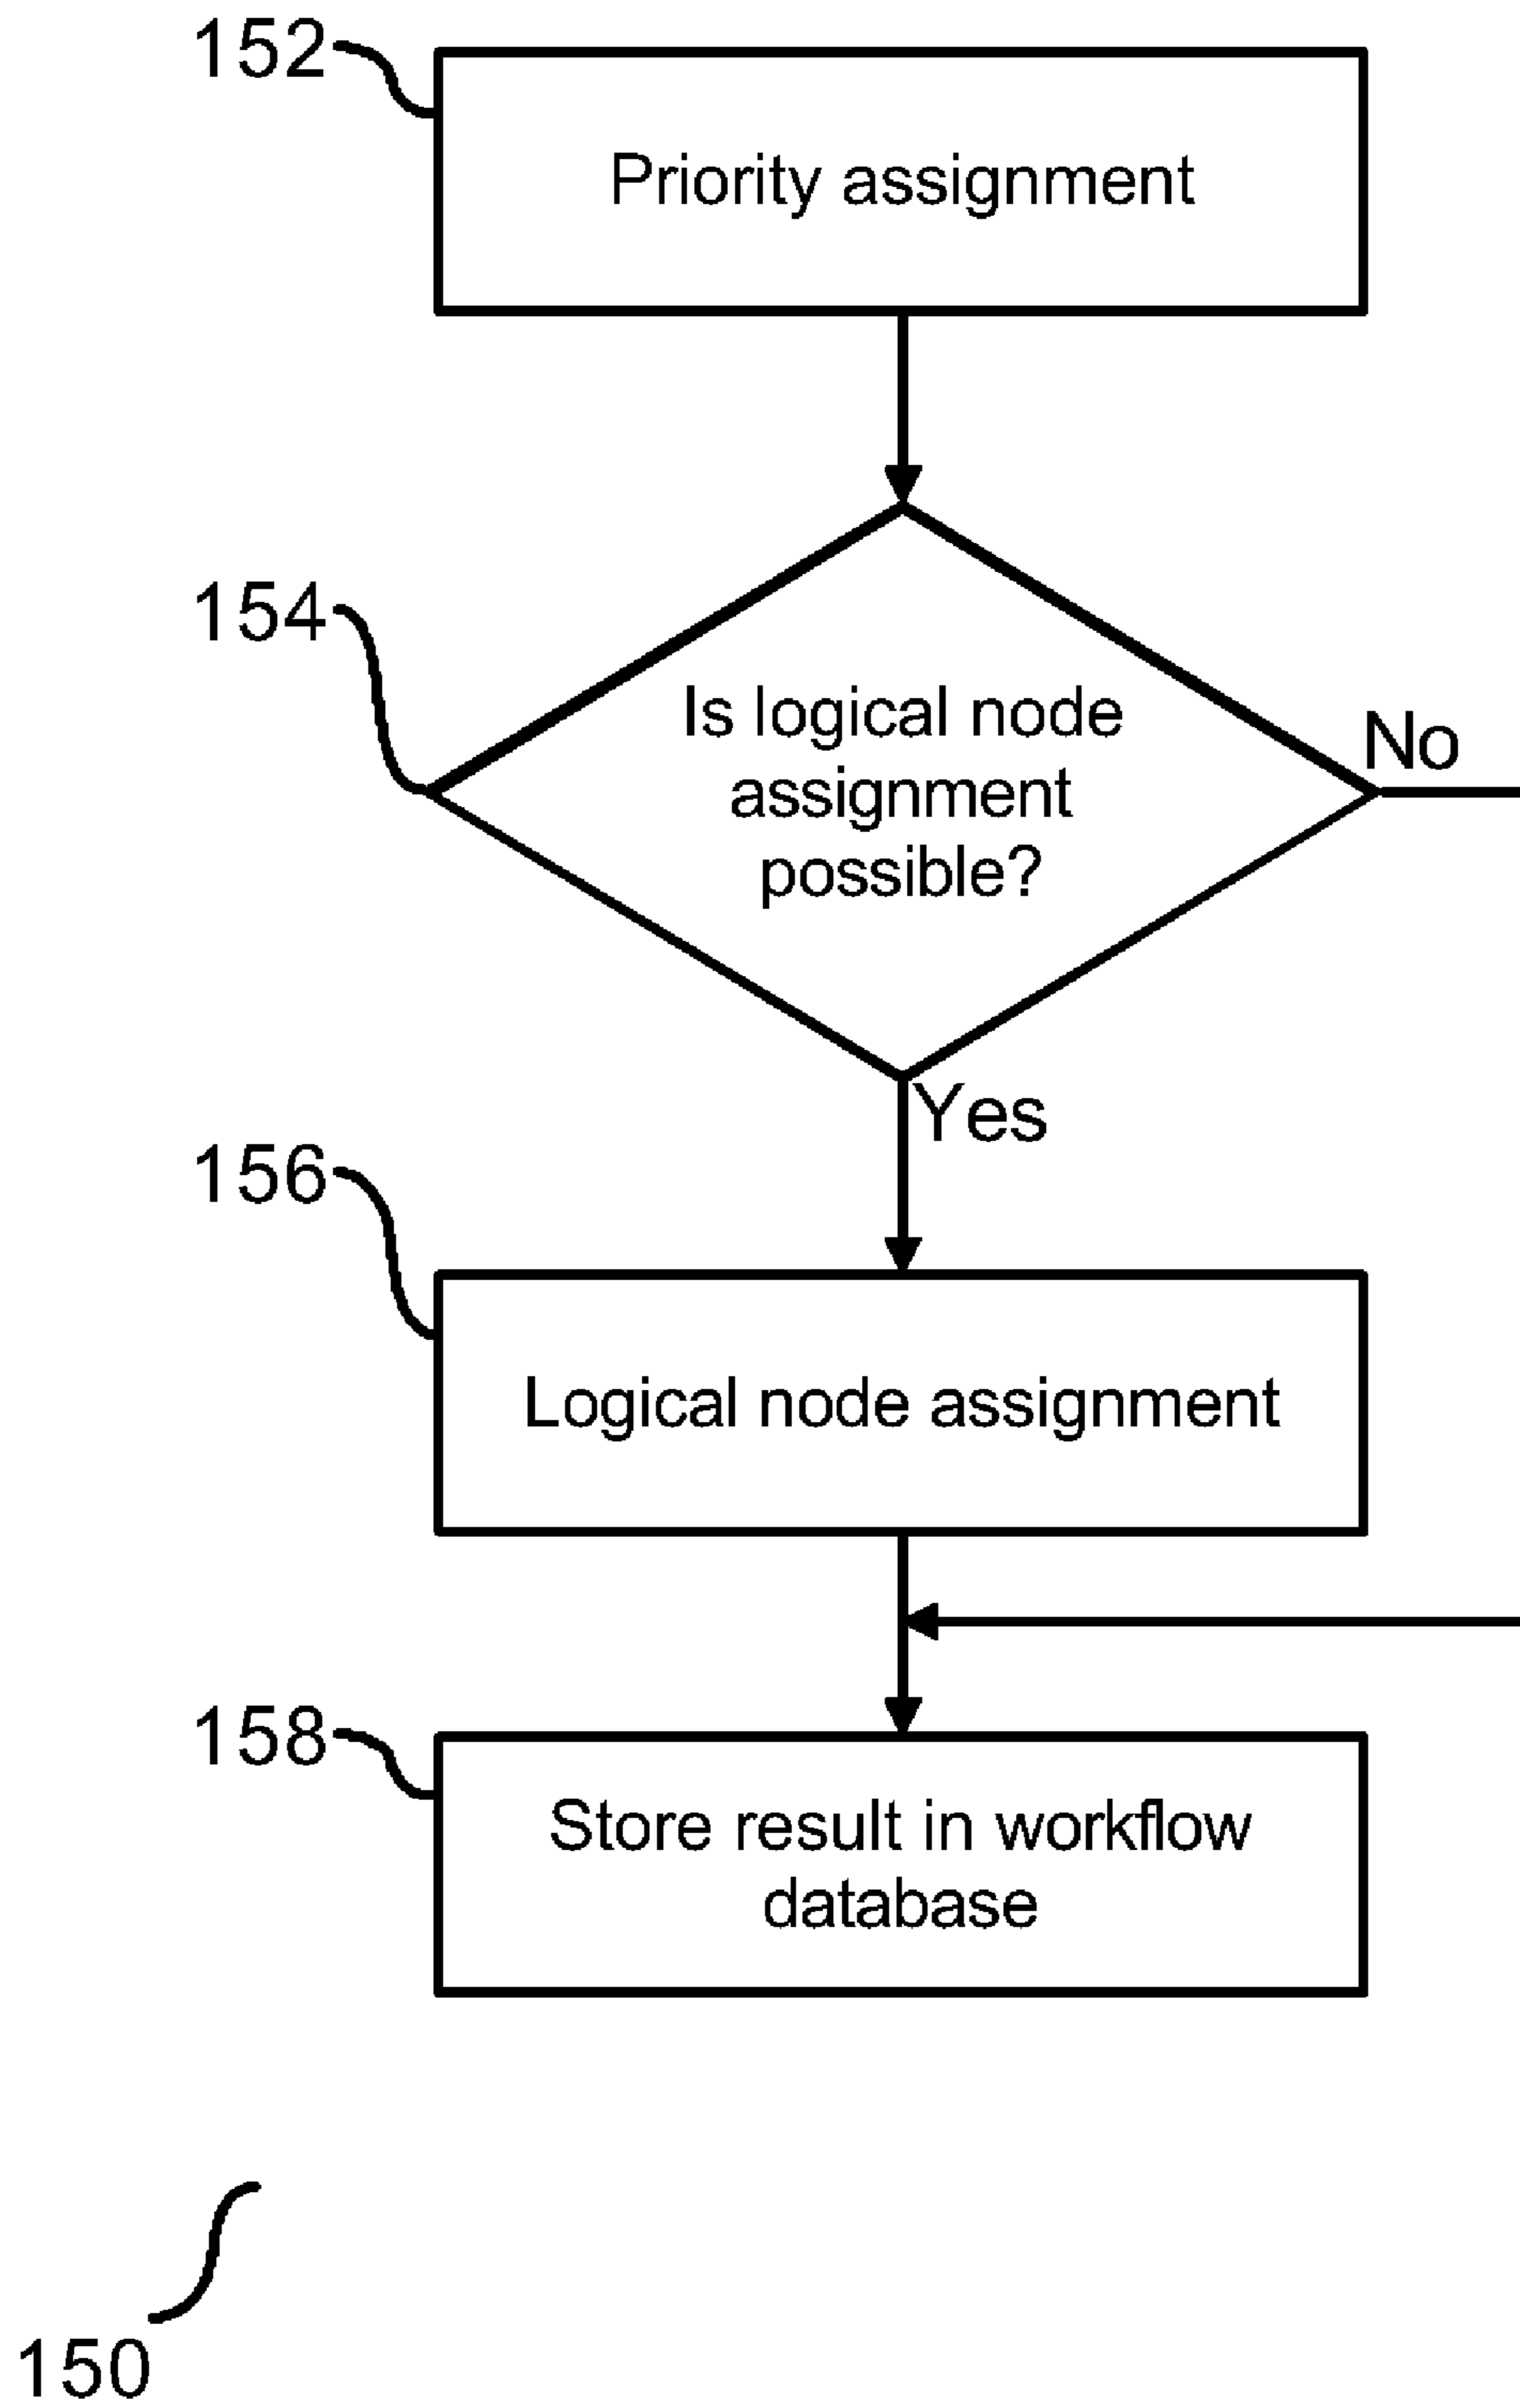 152
Priority assignment
154
Is logical node
assignment
possible?
No
Yes
156
Logical node assignment
158
Store result in workflow
database
150